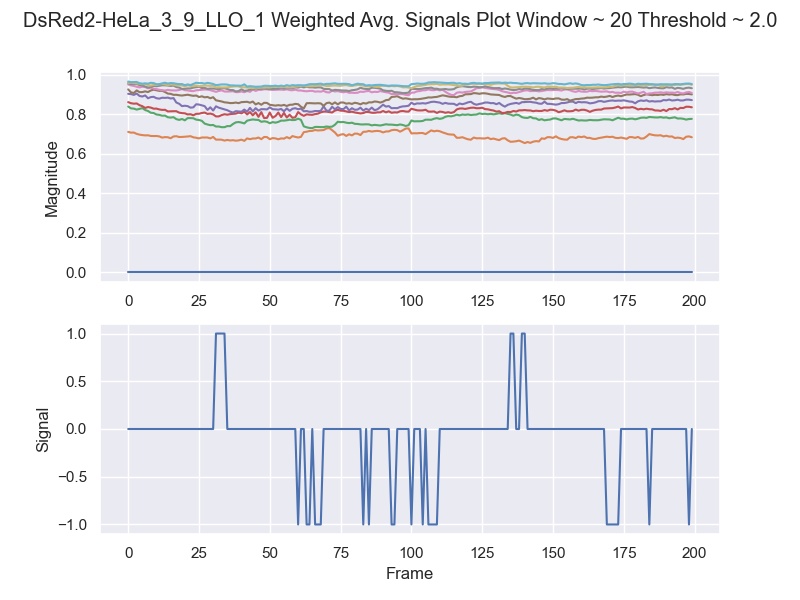 DsRed2-HeLa_3_9_LLO_1 Weighted Avg. Signals Plot Window ~ 20 Threshold ~ 2.0
1.0
0.8
0.6
0.4
0.2
0.0
Magnitude
0 25 50 75 100 125 150 175 200
1.0
0.5
0.0
−0.5
−1.0
Signal
0 25 50 75 100 125 150 175 200
Frame